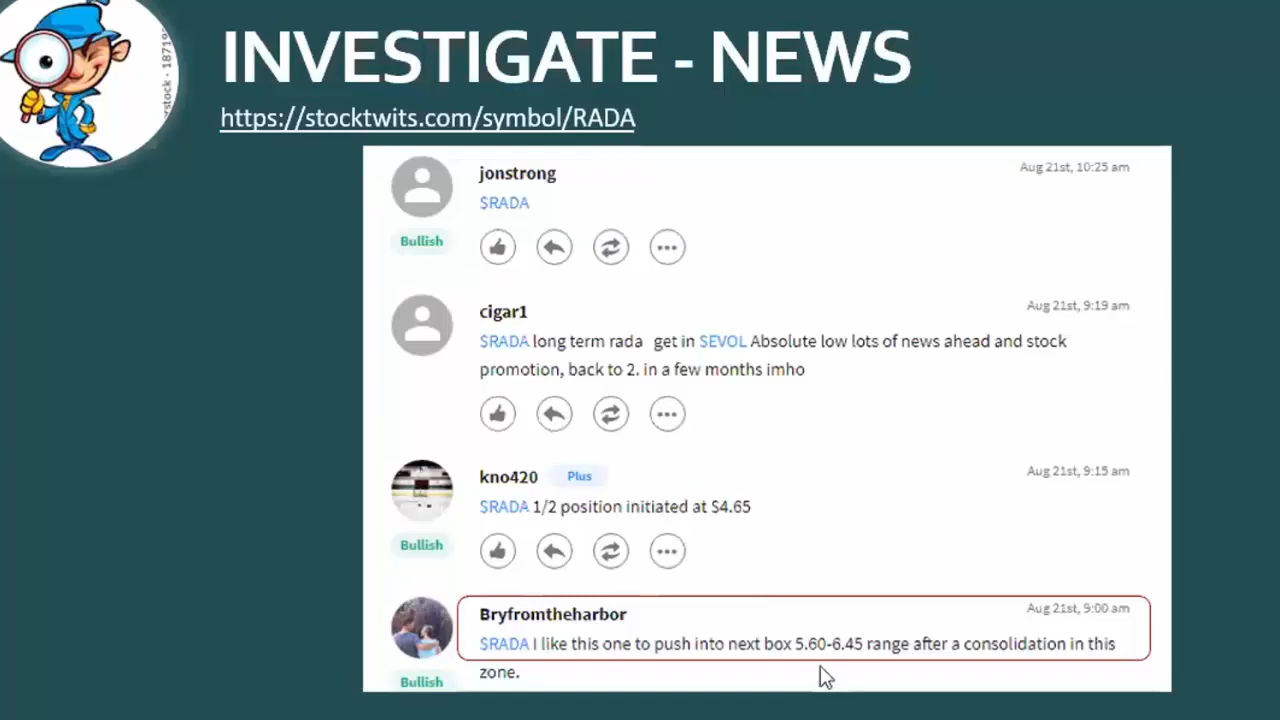 INVESTIGATE - NEWS
https://stocktwits.com/symbol/RADA
jonstrong
Aug 21st, 10:25 am
$RADA
Bullish
cigar1
Aug 21st, 9:19 am
$RADA long term rada get in $EVOL Absolute low lots of news ahead and stock
promotion, back to 2. in a few months imho
kno420 Plus
Aug 21st, 9:15 am
$RADA 1/2 position initiated at $4.65
Bullish
Bryfromtheharbor
Aug 21st, 9:00 am
$RADA I like this one to push into next box 5.60-6.45 range after a consolidation in this
zone.
Bullish